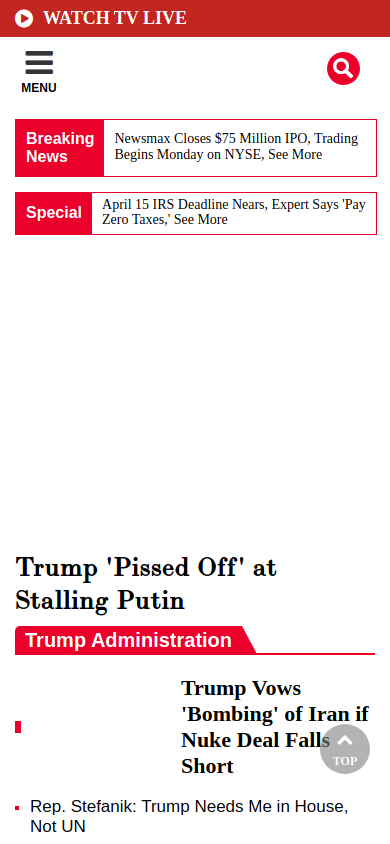 WATCH TV LIVE
MENU
Breaking
News
Newsmax Closes $75 Million IPO, Trading
Begins Monday on NYSE, See More
Special
April 15 IRS Deadline Nears, Expert Says 'Pay
Zero Taxes,' See More
Trump 'Pissed Off' at
Stalling Putin
Trump Administration
Trump Vows
'Bombing' of Iran if
Nuke Deal Falls
Short
TOP
Rep. Stefanik: Trump Needs Me in House,
Not UN